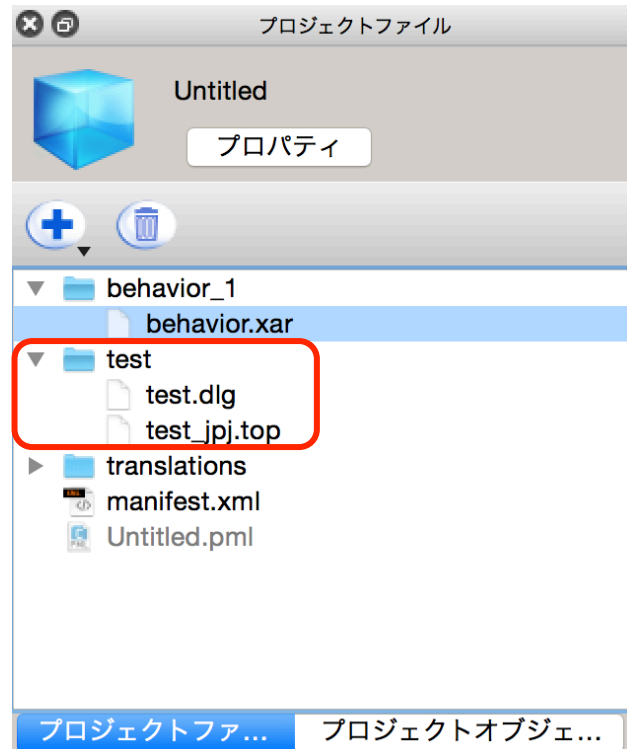 プロジェクトファイル
Untitled
プロパティ
behavior_1
behavior.xar
test
test.dlg
test_jpj.top
translations
manifest.xml
Untitled.pml
プロジェクトファ... プロジェクトオブジェ...